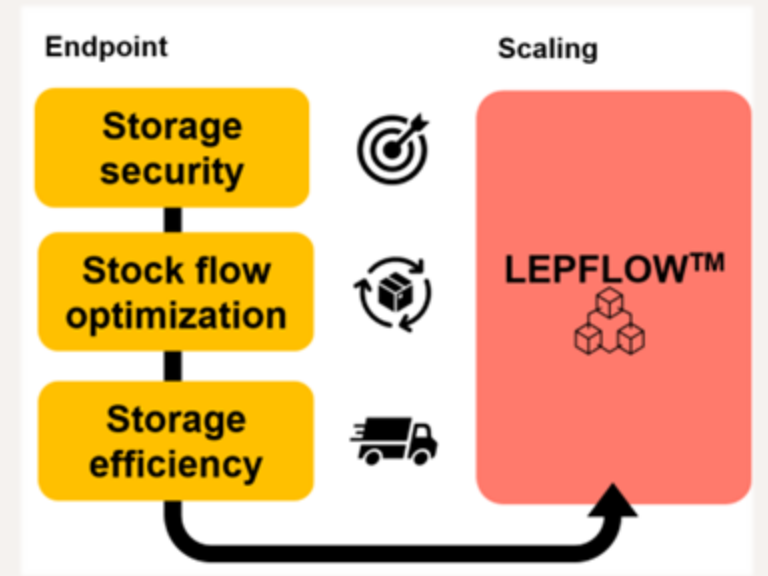 Endpoint
Scaling
Storage
security
Stock flow
optimization
Storage
efficiency
LEPFLOW™